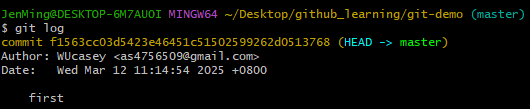 JenMing@DESKTOP-6M7AUOI MINGW64 ~/Desktop/github_learning/git-demo (master)
$ git log
commit f1563cc03d5423e46451c51502599262d0513768 (HEAD -> master)
Author: WUcasey <as4756509@gmail.com>
Date:   Wed Mar 12 11:14:54 2025 +0800
    first